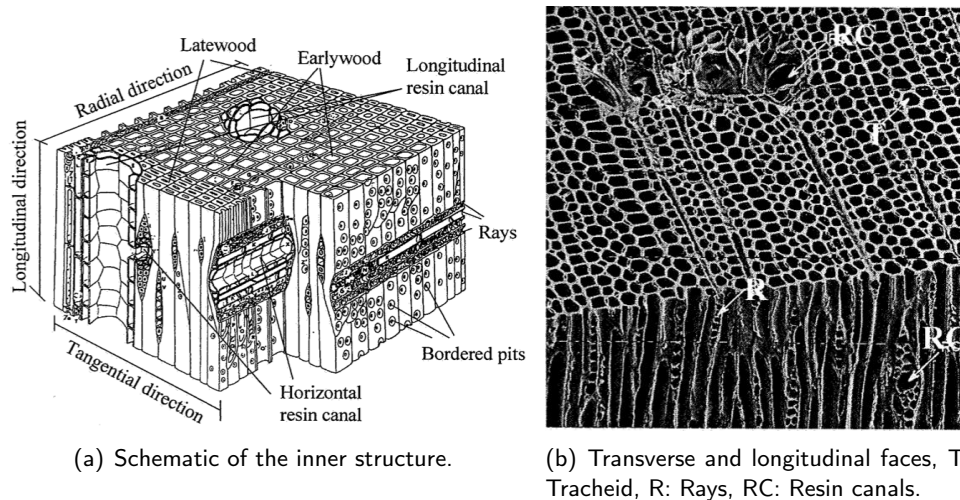 Latewood
Earlywood
Longitudinal
resin canal
Radial direction
Longitudinal direction
Tangential direction
Rays
Bordered pits
Horizontal
resin canal
RC
T
R
RC
(a) Schematic of the inner structure.
(b) Transverse and longitudinal faces, T
Tracheid, R: Rays, RC: Resin canals.